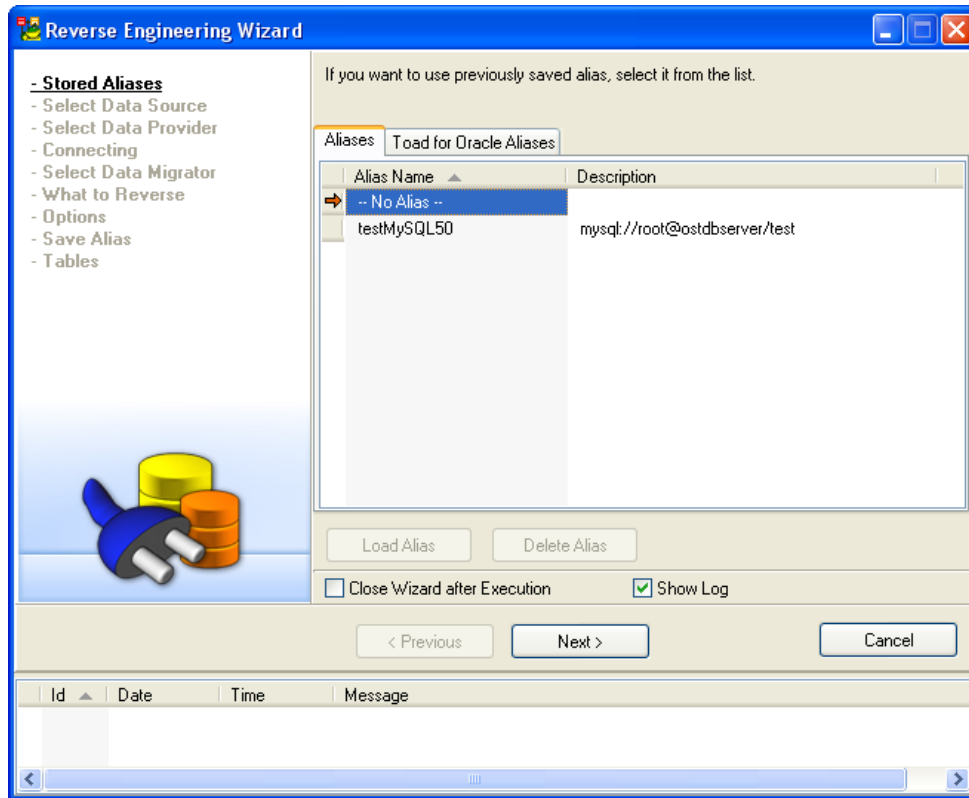 Reverse Engineering Wizard
- Stored Aliases
- Select Data Source
- Select Data Provider
- Connecting
- Select Data Migrator
- What to Reverse
- Options
- Save Alias
- Tables
If you want to use previously saved alias, select it from the list.
Aliases Toad for Oracle Aliases
Alias Name Description
-- No Alias --
testMySQL50 mysql://root@ostdbserver/test
Load Alias Delete Alias
Close Wizard after Execution Show Log
< Previous Next > Cancel
Id Date Time Message